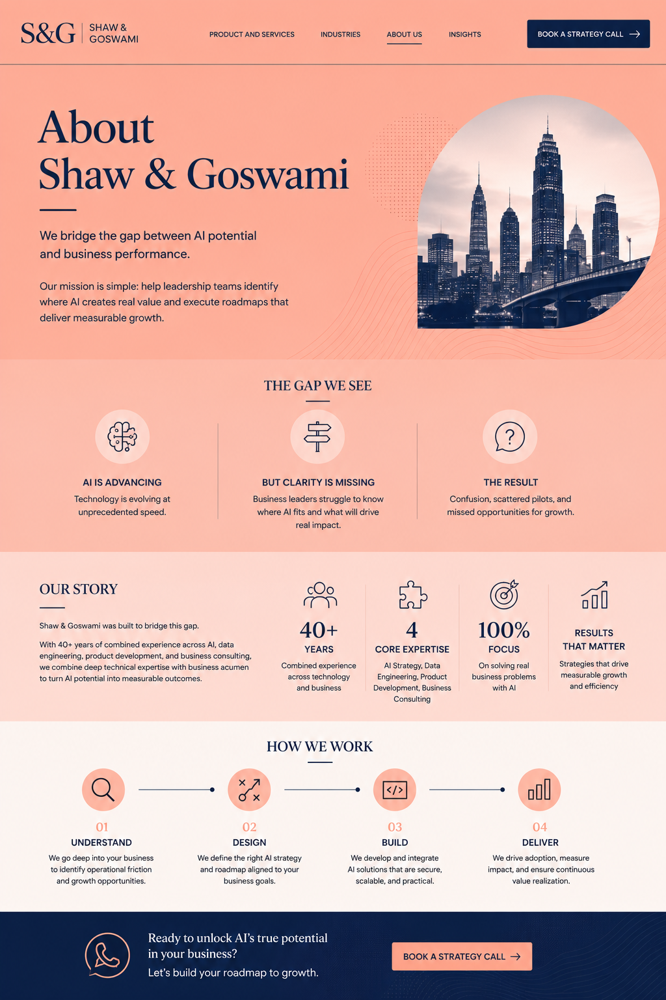 S&G
SHAW &
GOSWAMI
PRODUCT AND SERVICES
INDUSTRIES
ABOUT US
INSIGHTS
BOOK A STRATEGY CALL
About
Shaw & Goswami
We bridge the gap between AI potential
and business performance.
Our mission is simple: help leadership teams identify
where AI creates real value and execute roadmaps that
deliver measurable growth.
THE GAP WE SEE
AI IS ADVANCING
Technology is evolving at
unprecedented speed.
BUT CLARITY IS MISSING
Business leaders struggle to know
where AI fits and what will drive
real impact.
THE RESULT
Confusion, scattered pilots, and
missed opportunities for growth.
OUR STORY
Shaw & Goswami was built to bridge this gap.
With 40+ years of combined experience across AI, data
engineering, product development, and business consulting,
we combine deep technical expertise with business acumen
to turn AI potential into measurable outcomes.
40+
YEARS
Combined experience
across technology
and business
4
CORE EXPERTISE
AI Strategy, Data
Engineering, Product
Development, Business
Consulting
100%
FOCUS
On solving real
business problems
with AI
RESULTS
THAT MATTER
Strategies that drive
measurable growth
and efficiency
HOW WE WORK
01
UNDERSTAND
We go deep into your business
to identify operational friction
and growth opportunities.
02
DESIGN
We define the right AI strategy
and roadmap aligned to your
business goals.
03
BUILD
We develop and integrate
AI solutions that are secure,
scalable, and practical.
04
DELIVER
We drive adoption, measure
impact, and ensure continuous
value realization.
Ready to unlock AI's true potential
in your business?
Let's build your roadmap to growth.
BOOK A STRATEGY CALL